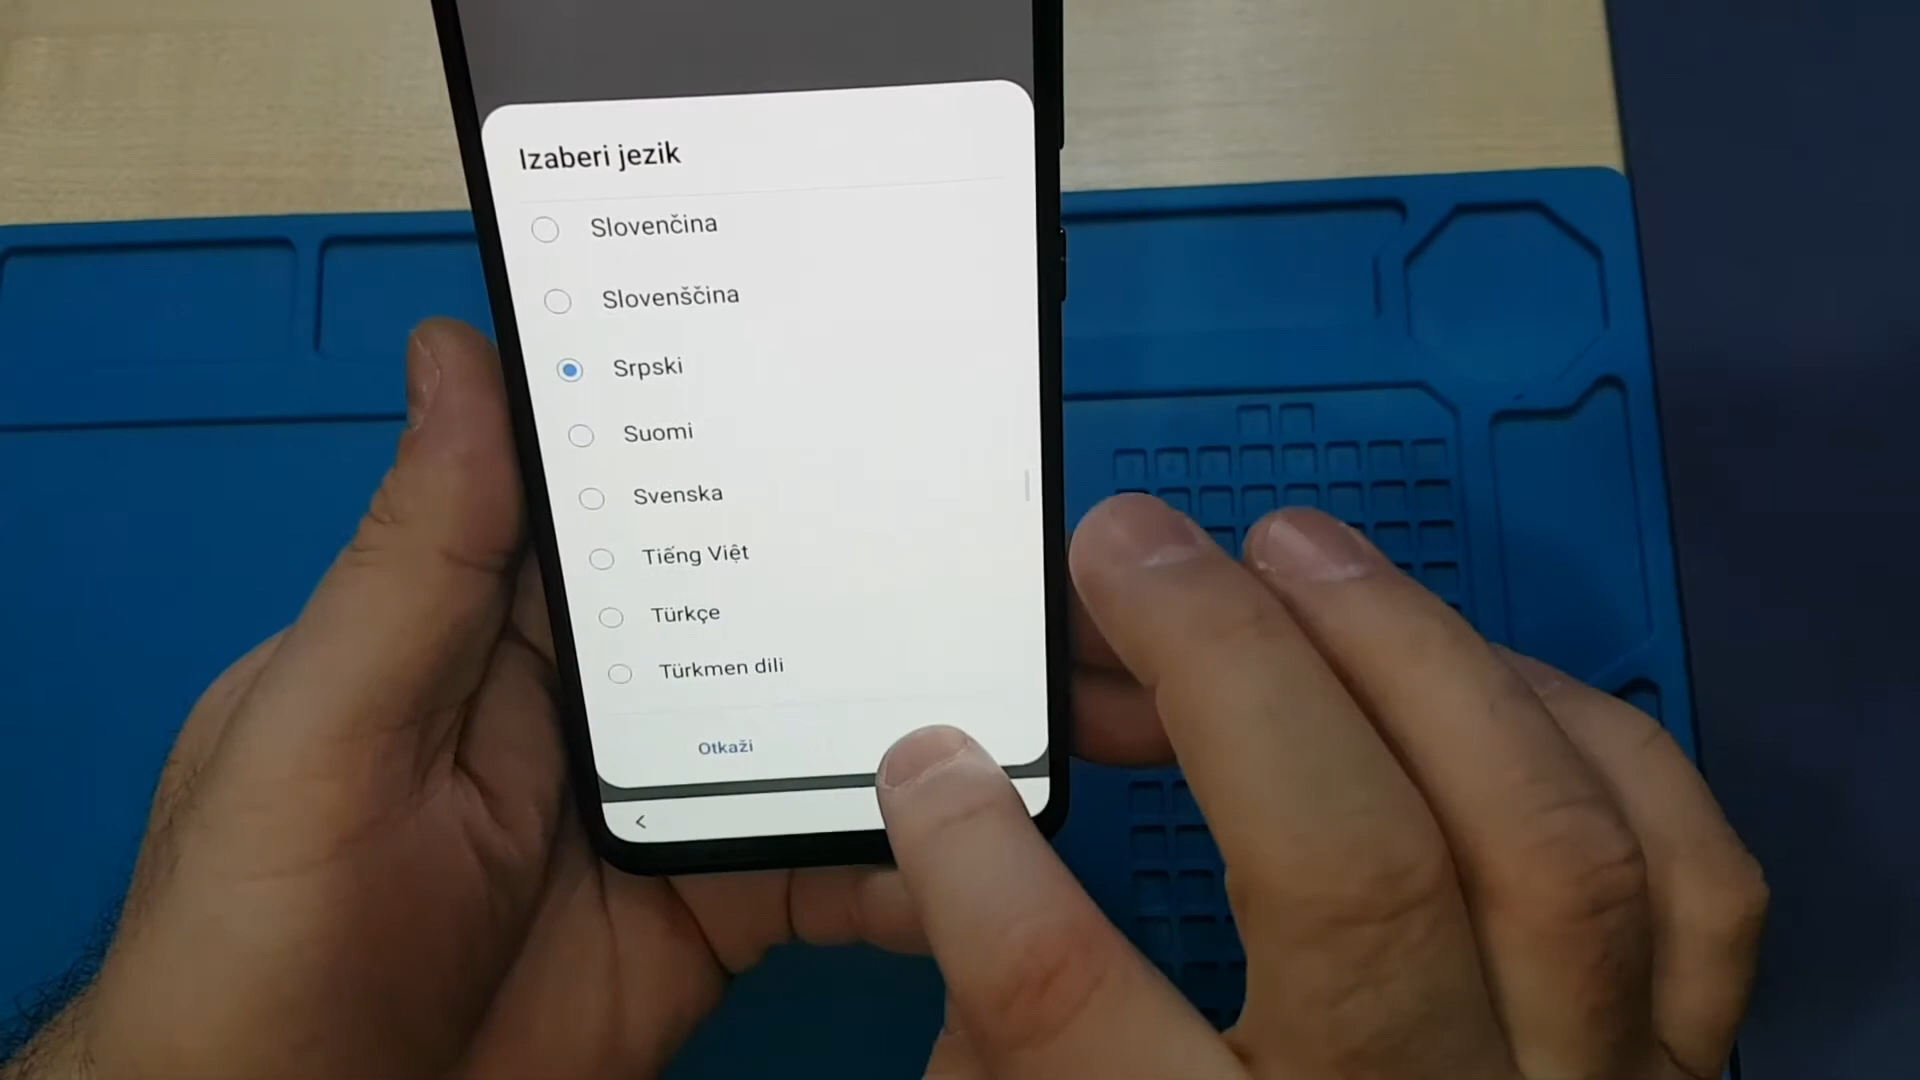 Izaberi jezik
Slovenčina
Slovenščina
Srpski
Suomi
Svenska
Tiếng Việt
Türkçe
Türkmen dili
Otkaži